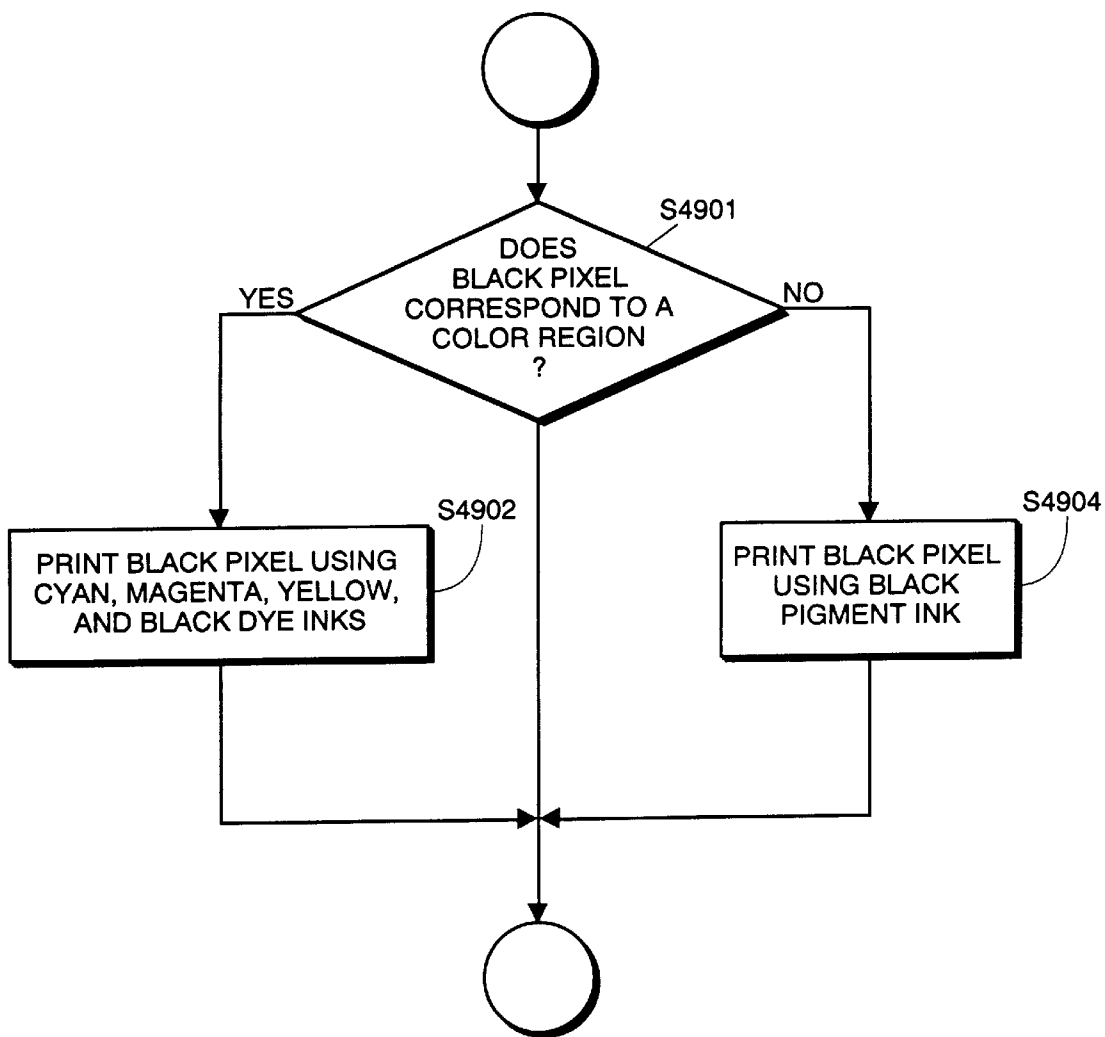 S4901
DOES
BLACK PIXEL
CORRESPOND TO A
COLOR REGION
?
YES
NO
S4902
PRINT BLACK PIXEL USING
CYAN, MAGENTA, YELLOW,
AND BLACK DYE INKS
S4904
PRINT BLACK PIXEL
USING BLACK
PIGMENT INK